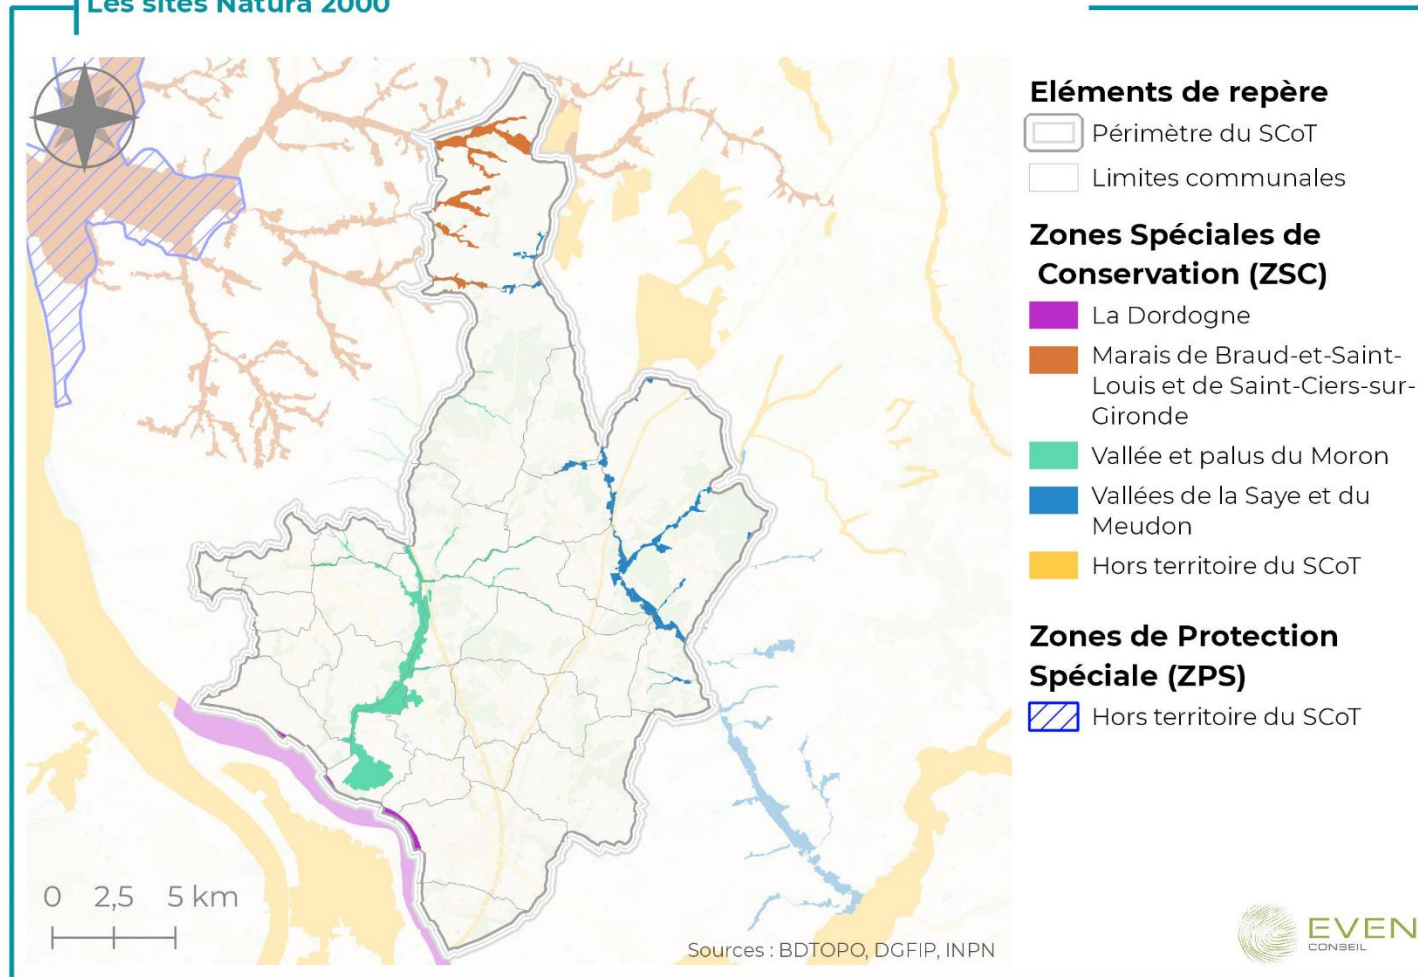 Les sites Natura 2000
Eléments de repère
Périmètre du SCoT
Limites communales
Zones Spéciales de
Conservation (ZSC)
La Dordogne
Marais de Braud-et-Saint-
Louis et de Saint-Ciers-sur-
Gironde
Vallée et palus du Moron
Vallées de la Saye et du
Meudon
Hors territoire du SCoT
Zones de Protection
Spéciale (ZPS)
Hors territoire du SCoT
0 2,5 5 km
Sources : BDTOPO, DGFIP, INPN
EVEN
CONSEIL